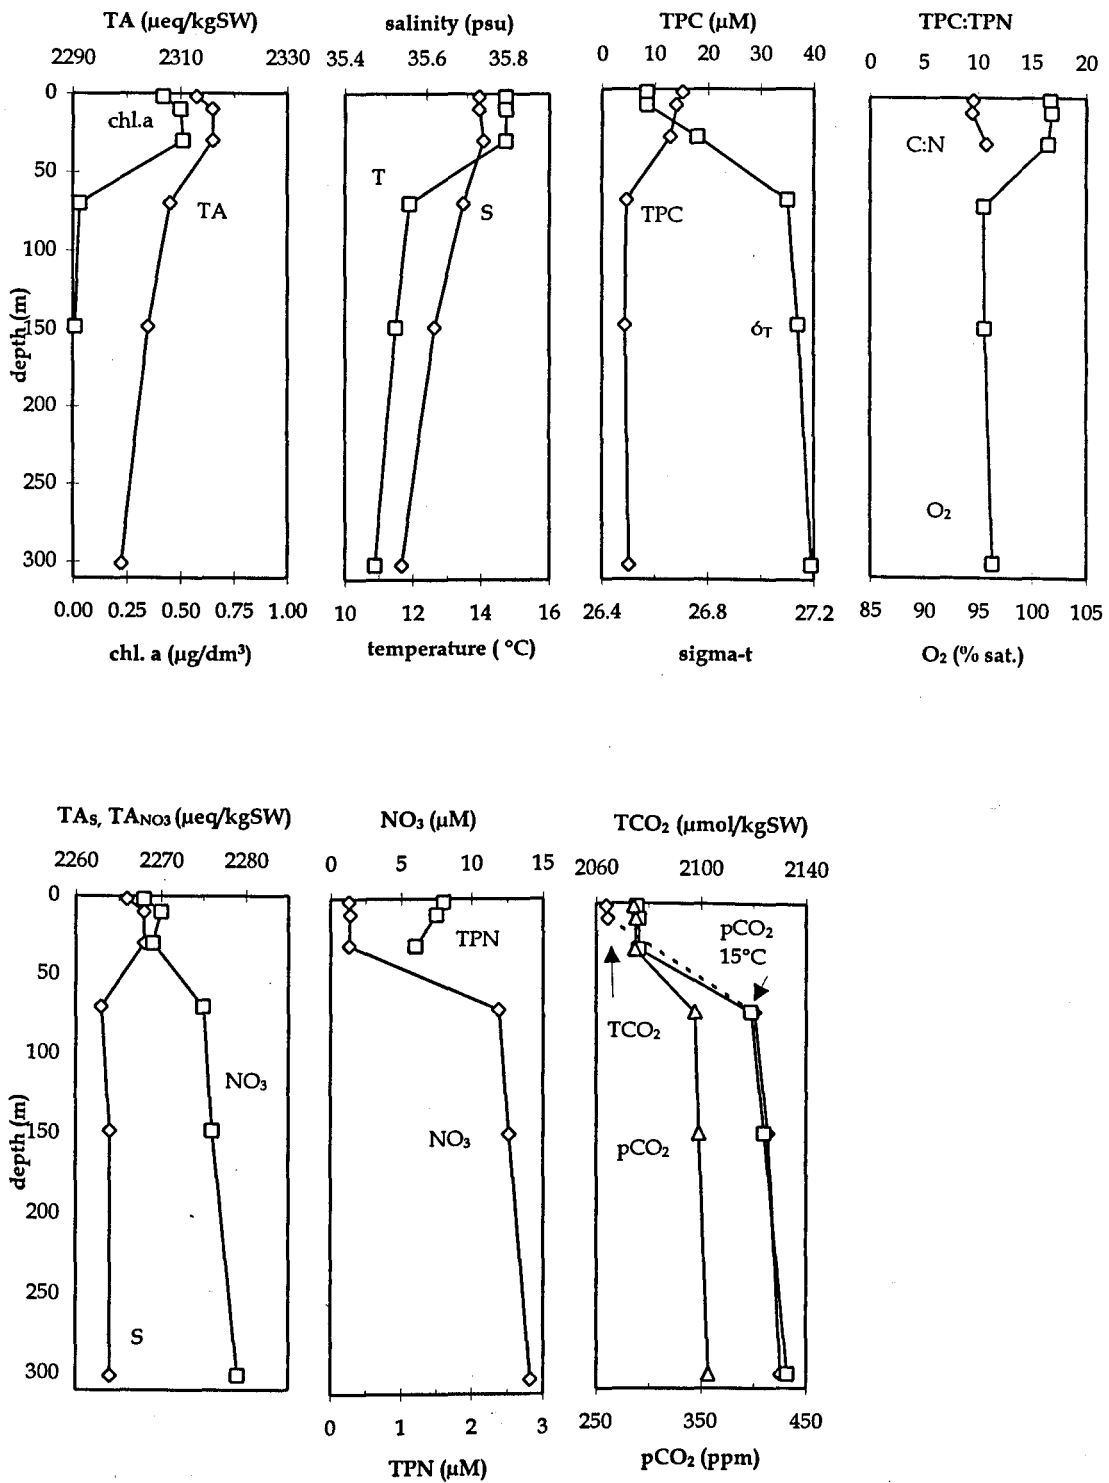 TA (µeq/kgSW)
2290 2310 2330
0
50
100
150
200
250
300
depth (m)
chl.a
TA
0.00 0.25 0.50 0.75 1.00
chl. a (µg/dm³)
salinity (psu)
35.4 35.6 35.8
T
S
10 12 14 16
temperature ( °C)
TPC (µM)
0 10 20 30 40
TPC
σT
26.4 26.8 27.2
sigma-t
TPC:TPN
0 5 10 15 20
C:N
O₂
85 90 95 100 105
O₂ (% sat.)
TAS, TANO3 (µeq/kgSW)
2260 2270 2280
0
50
100
150
200
250
300
depth (m)
NO₃
S
NO₃ (µM)
0 5 10 15
TPN
NO₃
0 1 2 3
TPN (µM)
TCO₂ (µmol/kgSW)
2060 2100 2140
pCO₂
15°C
TCO₂
pCO₂
250 350 450
pCO₂ (ppm)